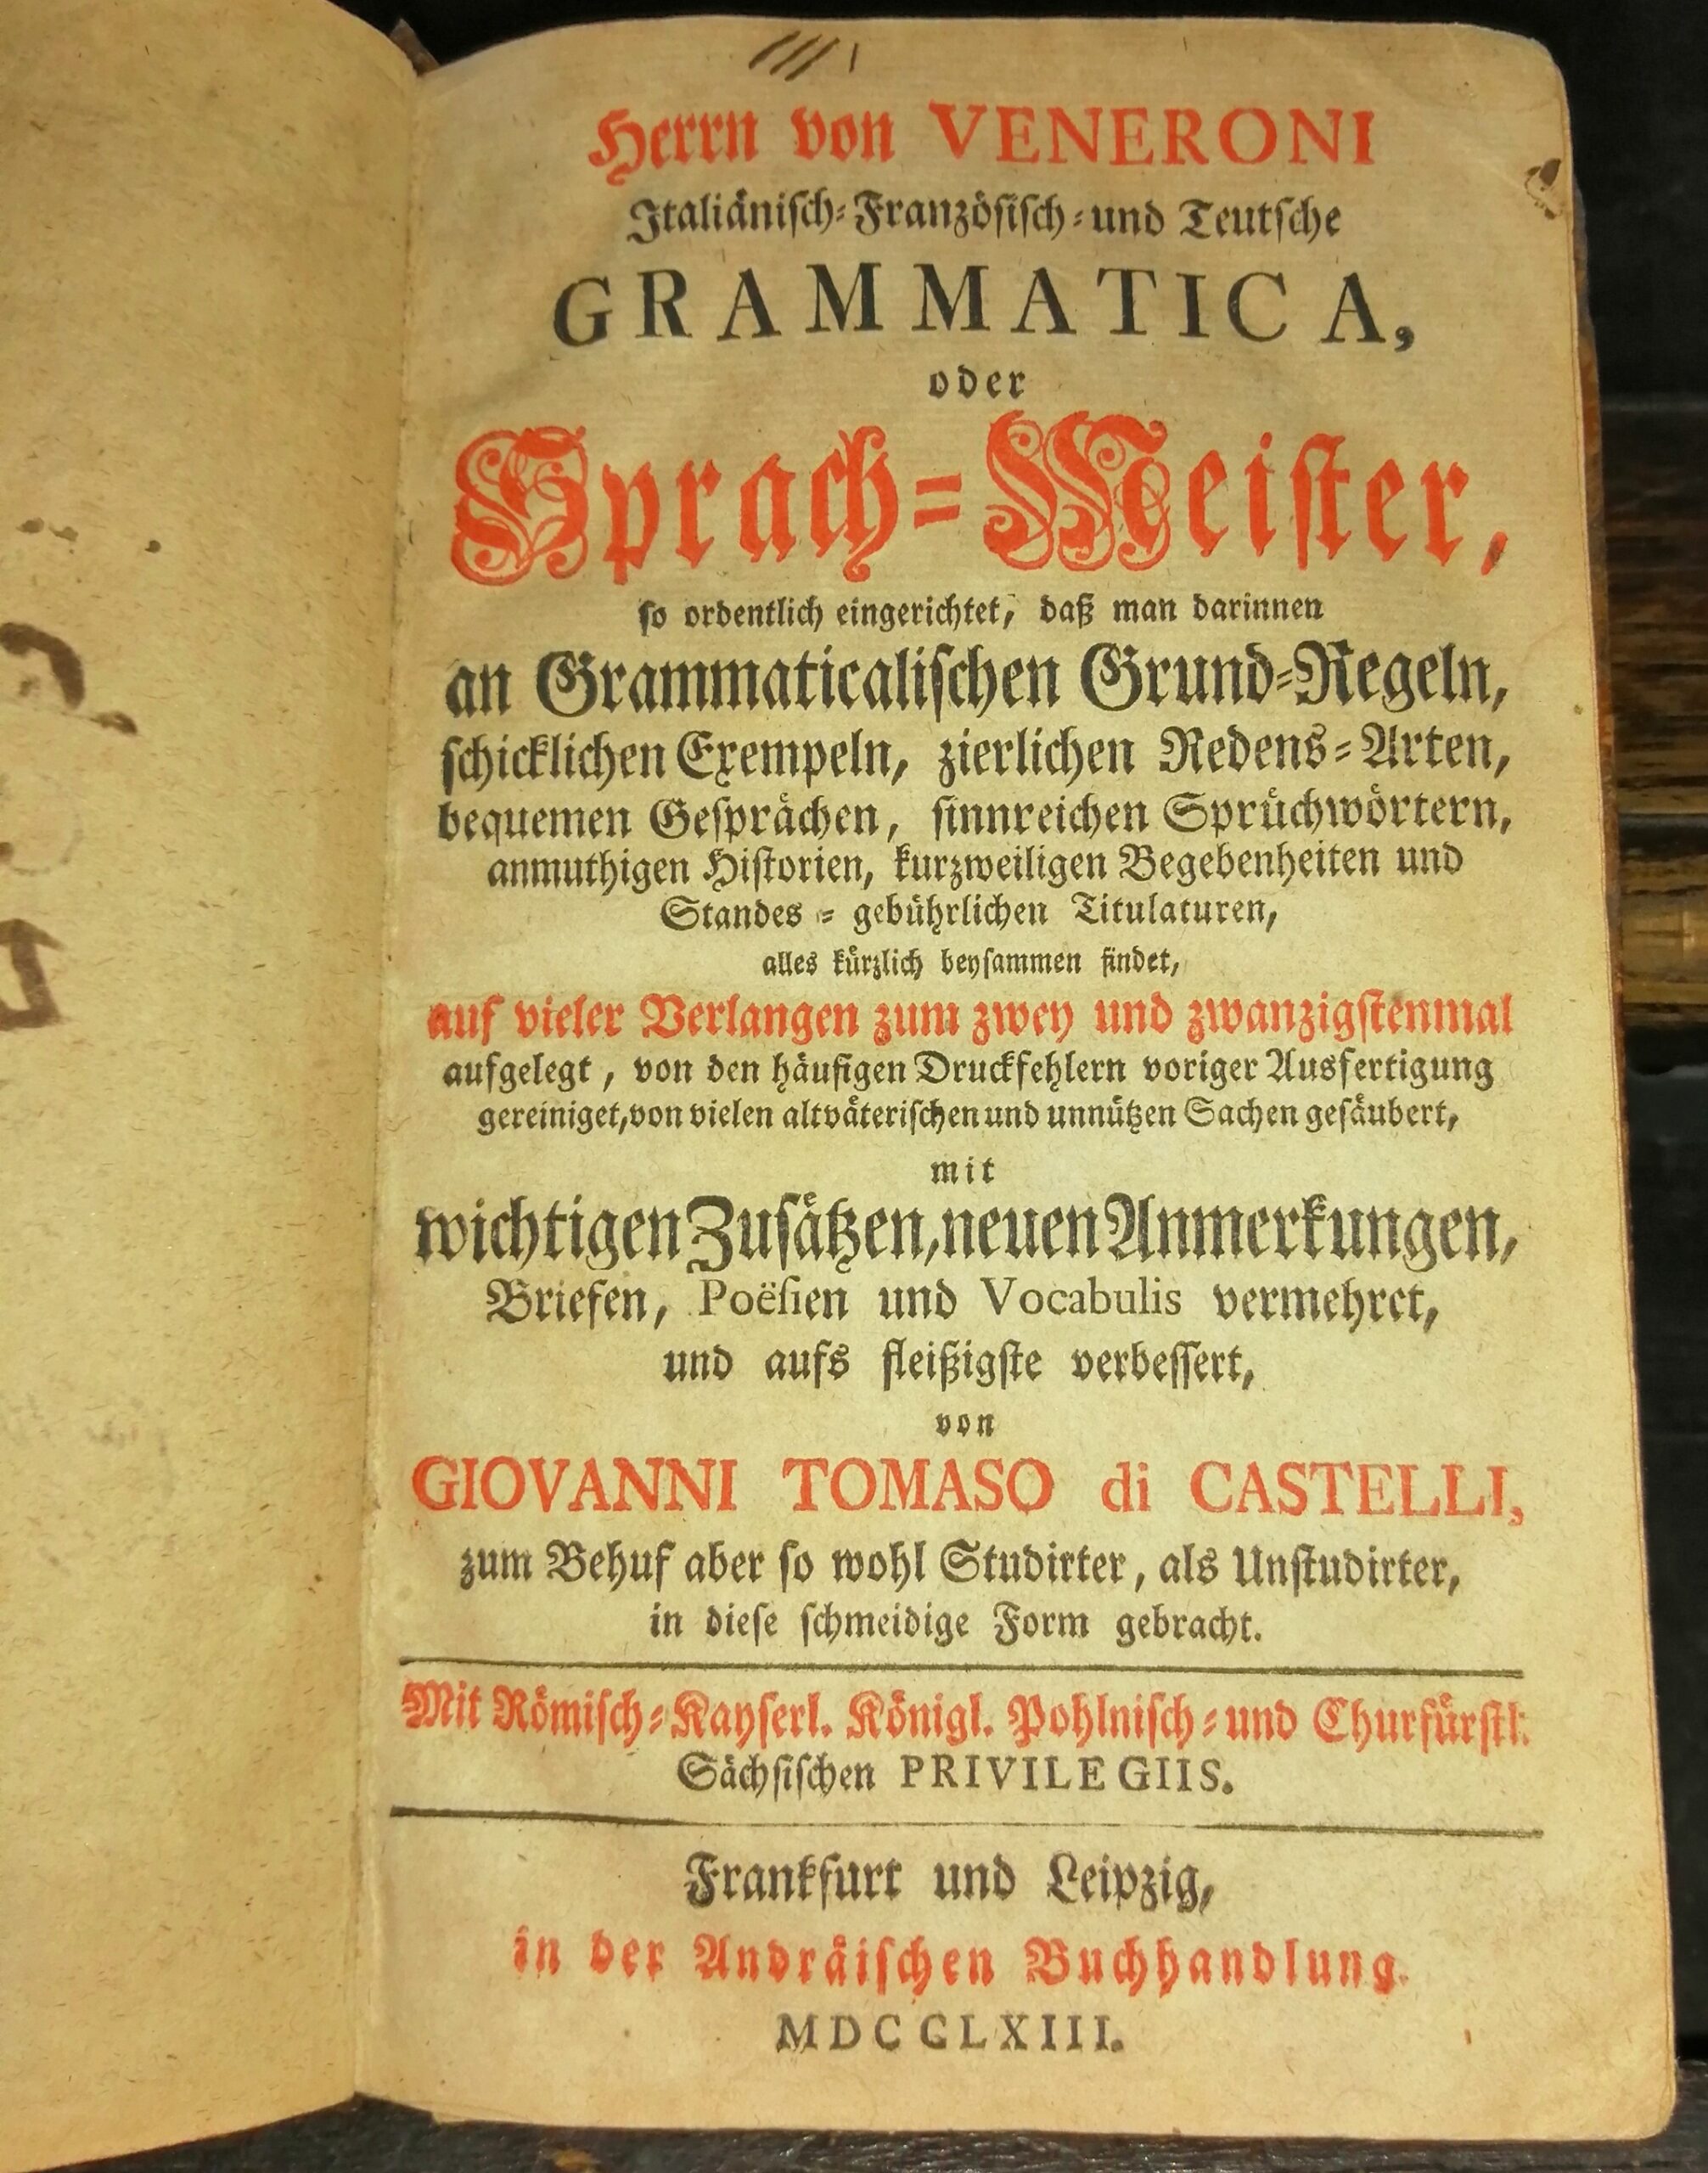 Herrn von VENERONI
Italiänisch-Französisch-und Teutsche
GRAMMATICA,
oder
Sprach-Meister,
so ordentlich eingerichtet, daß man darinnen
an Grammaticalischen Grund-Regeln,
schicklichen Exempeln, zierlichen Redens-Arten,
bequemen Gesprächen, sinnreichen Sprüchwörtern,
anmuthigen Historien, kurzweiligen Begebenheiten und
Standes-gebührlichen Titulaturen,
alles kürzlich beysammen findet,
auf vieler Verlangen zum zwey und zwanzigstenmal
aufgelegt, von den häufigen Druckfehlern voriger Ausfertigung
gereiniget, von vielen altväterischen und unnützen Sachen gesäubert,
mit
wichtigen Zusätzen, neuen Anmerkungen,
Briefen, Poësien und Vocabulis vermehret,
und aufs fleißigste verbessert,
von
GIOVANNI TOMASO di CASTELLI,
zum Behuf aber so wohl Studirter, als Unstudirter,
in diese schmeidige Form gebracht.
Mit Römisch-Kayserl. Königl. Pohlnisch-und Churfürstl.
Sächsischen PRIVILEGIIS.
Frankfurt und Leipzig,
in der Andräischen Buchhandlung.
MDCCLXIII.